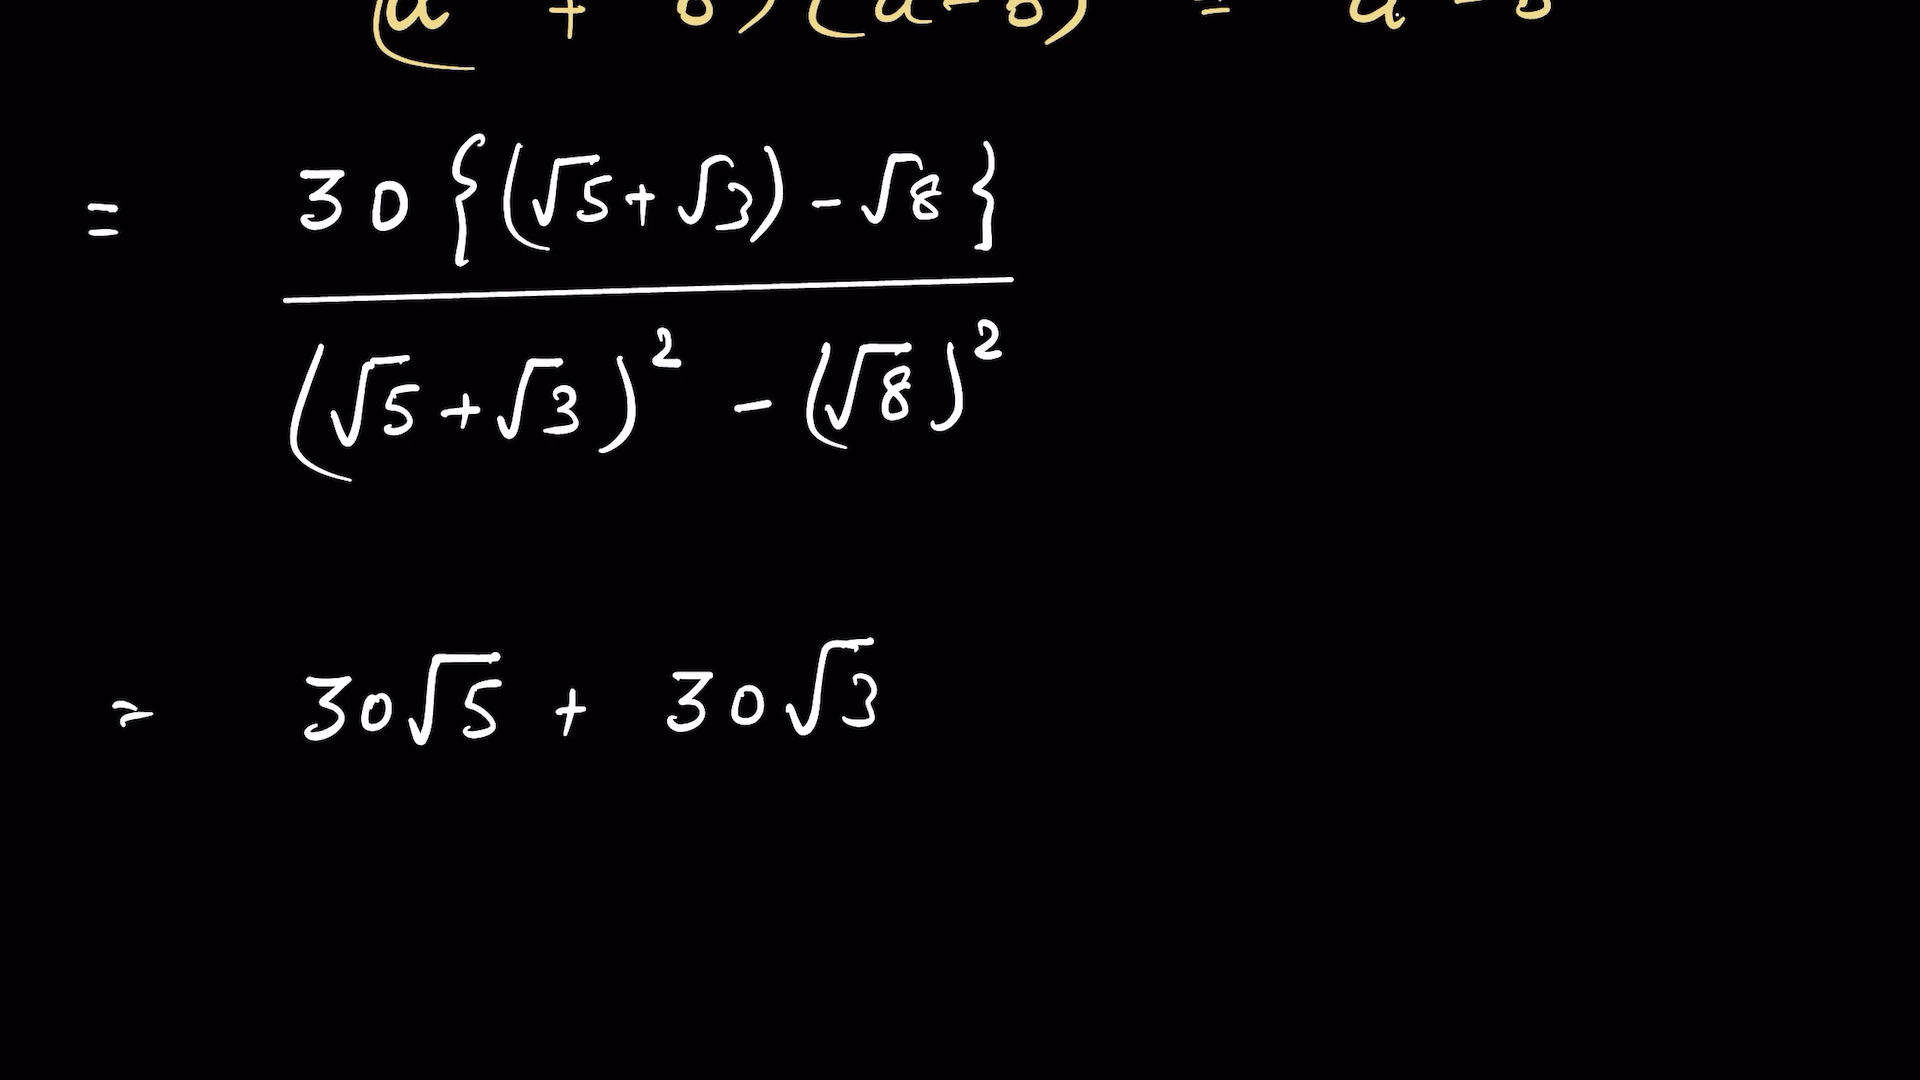 (a + b) (a - b) = a - b
= 30 {(√5 + √3) - √8}
(√5 + √3)² - (√8)²
= 30√5 + 30√3